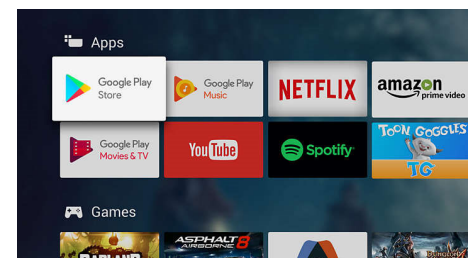 Apps
Google Play
Store
Google Play
Music
NETFLIX
amazon
prime video
Google Play
Movies & TV
YouTube
Spotify
TOON GOGGLES
TG
Games
BADLAND
ASPHALT 8
AIRBORNE